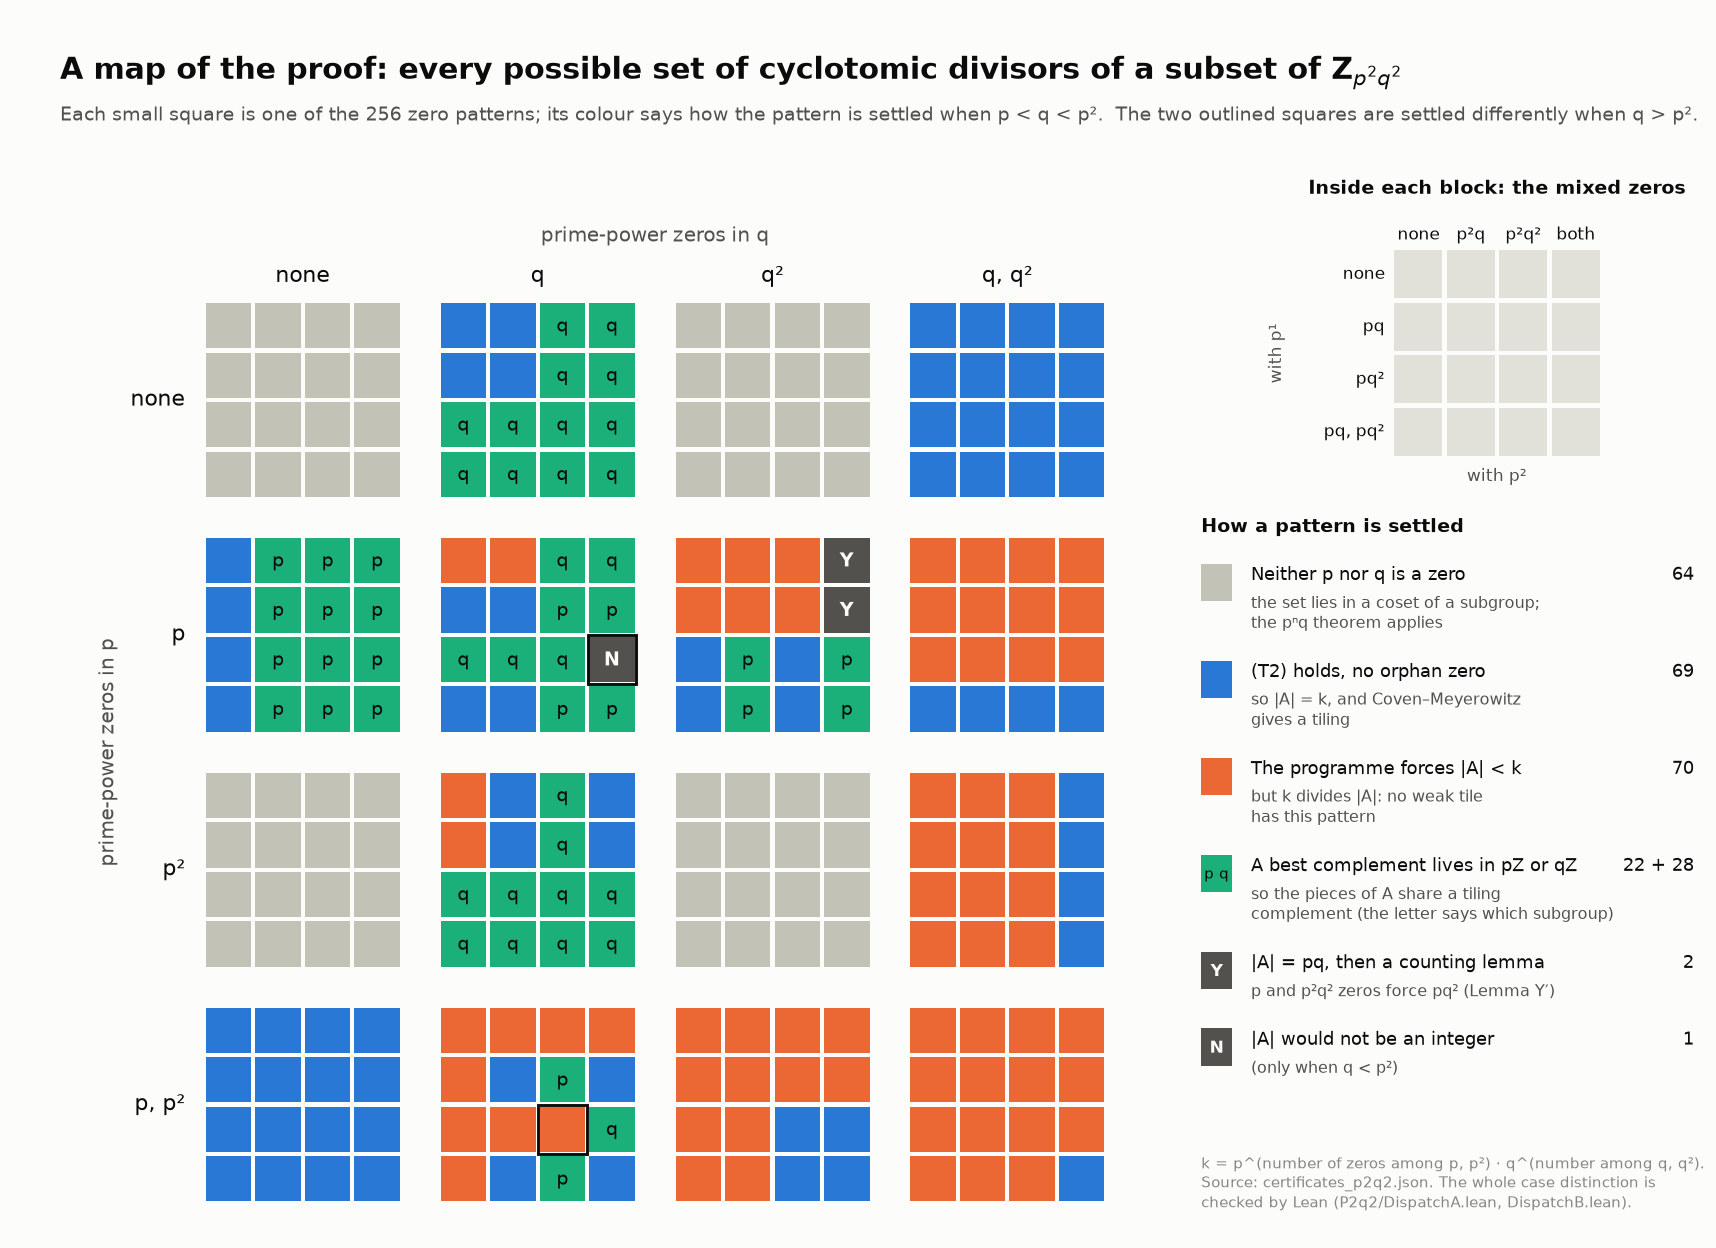 A map of the proof: every possible set of cyclotomic divisors of a subset of Z_{p²q²}
Each small square is one of the 256 zero patterns; its colour says how the pattern is settled when p < q < p².  The two outlined squares are settled differently when q > p².
Inside each block: the mixed zeros
none p²q p²q² both
none
pq
pq²
pq, pq²
with p¹
with p²
prime-power zeros in q
none q q² q, q²
prime-power zeros in p
none
q q
q q
q q q q
q q q q
p
p p p q q Y
p p p p p Y
p p p q q q N p p
p p p p p p p
p²
q
q
q q q q
q q q q
p, p²
p
q
p
How a pattern is settled
Neither p nor q is a zero 64
the set lies in a coset of a subgroup;
the pⁿq theorem applies
(T2) holds, no orphan zero 69
so |A| = k, and Coven–Meyerowitz
gives a tiling
The programme forces |A| < k 70
but k divides |A|: no weak tile
has this pattern
p q A best complement lives in pZ or qZ 22 + 28
so the pieces of A share a tiling
complement (the letter says which subgroup)
Y |A| = pq, then a counting lemma 2
p and p²q² zeros force pq² (Lemma Y′)
N |A| would not be an integer 1
(only when q < p²)
k = p^(number of zeros among p, p²) · q^(number among q, q²).
Source: certificates_p2q2.json. The whole case distinction is
checked by Lean (P2q2/DispatchA.lean, DispatchB.lean).